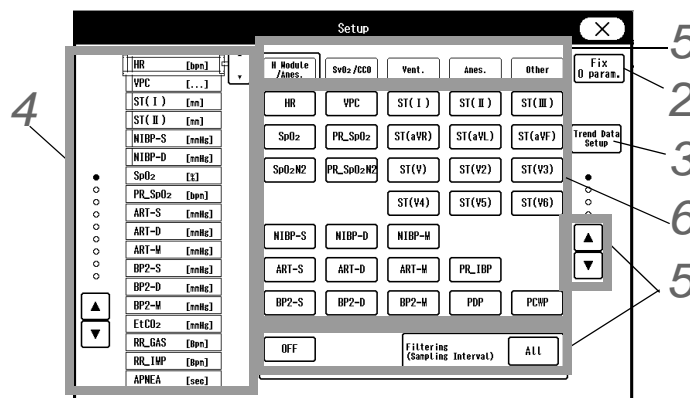 Setup
H Module
/Anes.
SvO₂/CCO
Vent.
Anes.
Other
Fix
0 param.
Trend Data
Setup
HR [bpm]
VPC [...]
ST(Ⅰ) [mm]
ST(Ⅱ) [mm]
NIBP-S [mmHg]
NIBP-D [mmHg]
SpO₂ [%]
PR_SpO₂ [bpm]
ART-S [mmHg]
ART-D [mmHg]
ART-M [mmHg]
BP2-S [mmHg]
BP2-D [mmHg]
BP2-M [mmHg]
EtCO₂ [mmHg]
RR_GAS [Bpm]
RR_IMP [Bpm]
APNEA [sec]
HR VPC ST(Ⅰ) ST(Ⅱ) ST(Ⅲ)
SpO₂ PR_SpO₂ ST(aVR) ST(aVL) ST(aVF)
SpO₂N2 PR_SpO₂N2 ST(V) ST(V2) ST(V3)
ST(V4) ST(V5) ST(V6)
NIBP-S NIBP-D NIBP-M
ART-S ART-D ART-M PR_IBP
BP2-S BP2-D BP2-M PDP PCWP
OFF
Filtering
(Sampling Interval)
All
4
5
2
3
6
5